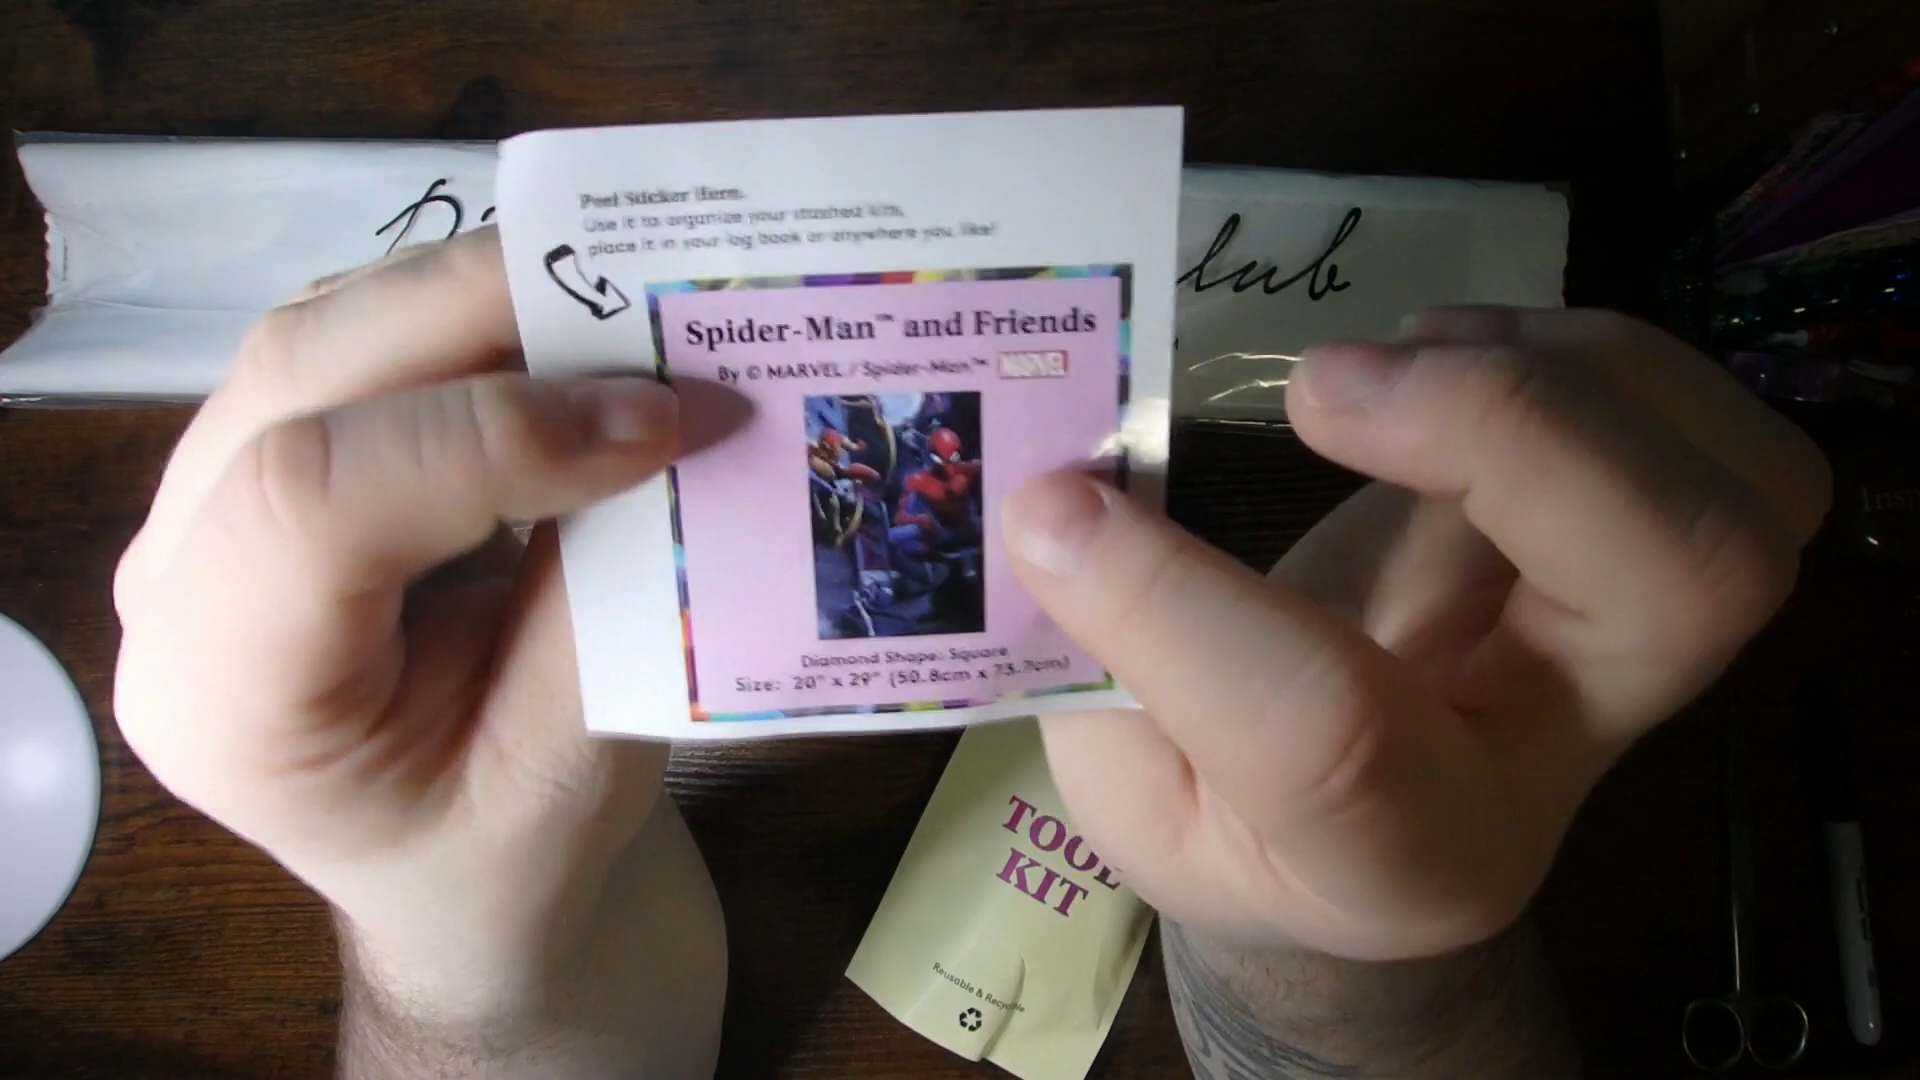 Peel Sticker Here.
Use it to organize your stashed kits,
place it in your log book or anywhere you like!
Spider-Man™ and Friends
By © MARVEL / Spider-Man™ MARVEL
Diamond Shape: Square
Size: 20" x 29" (50.8cm x 73.7cm)
lub
TOOL
KIT
Reusable & Recyclable